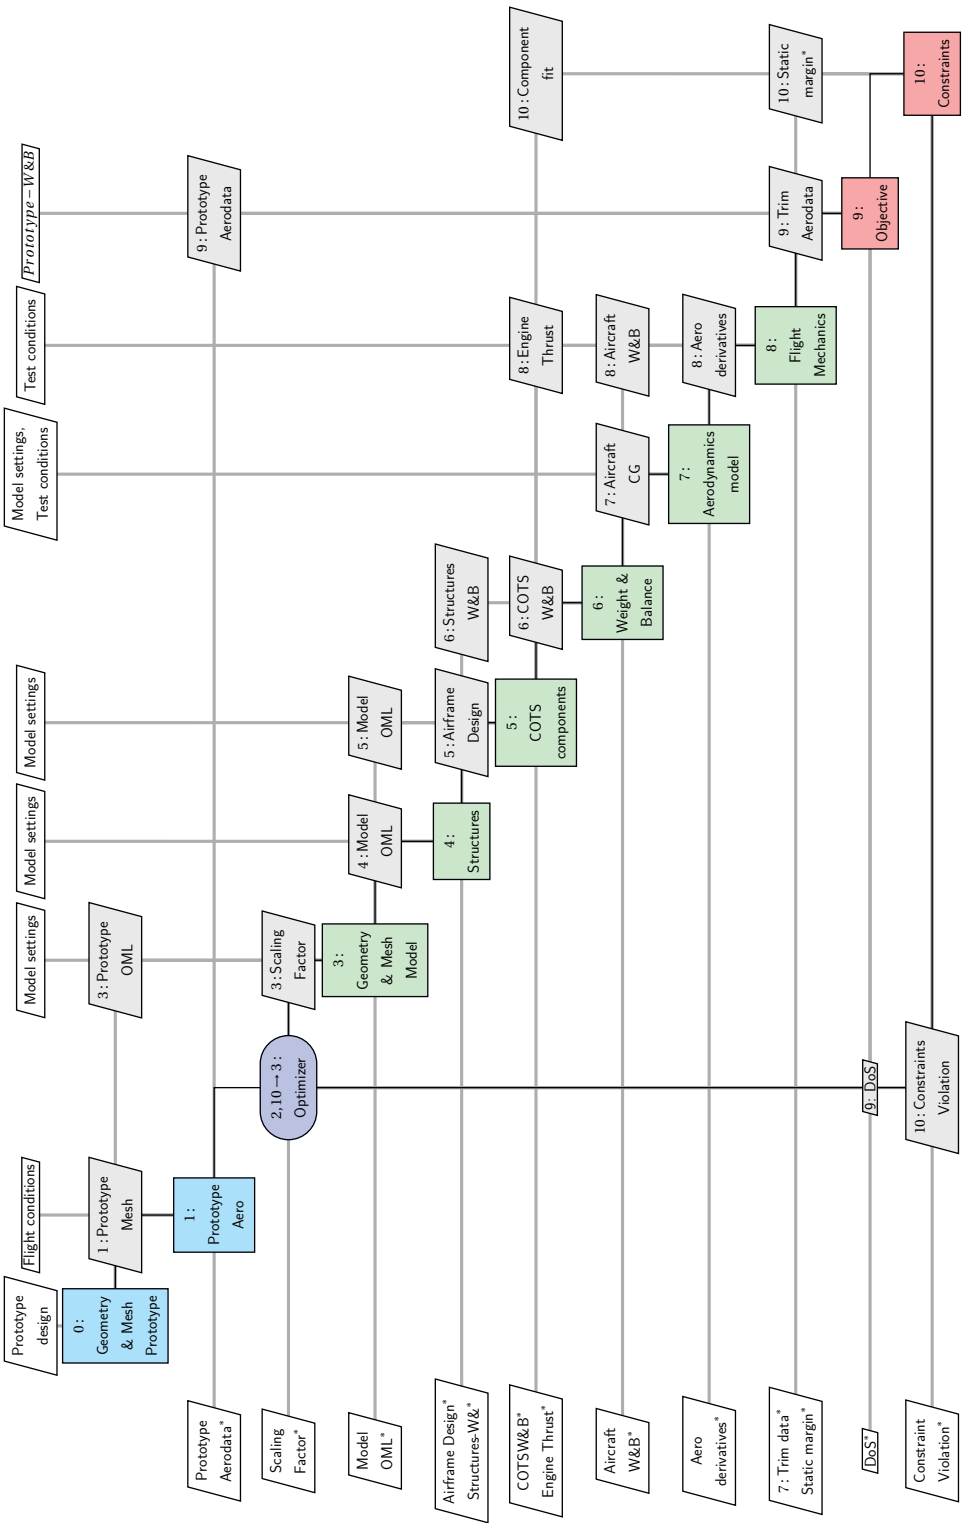 Prototype
design
Flight conditions
Model settings
Model settings
Model settings
Model settings,
Test conditions
Test conditions
Prototype – W&B
0:
Geometry
& Mesh
Prototype
1: Prototype
Mesh
3: Prototype
OML
Prototype
Aerodata*
1:
Prototype
Aero
9: Prototype
Aerodata
Scaling
Factor*
2,10→3:
Optimizer
3: Scaling
Factor
Model
OML*
3:
Geometry
& Mesh
Model
4: Model
OML
5: Model
OML
Airframe Design*
Structures-W&*
4:
Structures
5: Airframe
Design
6: Structures
W&B
COTSW&B*
Engine Thrust*
5:
COTS
components
6: COTS
W&B
8: Engine
Thrust
10: Component
fit
Aircraft
W&B*
6:
Weight &
Balance
7: Aircraft
CG
8: Aircraft
W&B
Aero
derivatives*
7:
Aerodynamics
model
8: Aero
derivatives
7: Trim data*
Static margin*
8:
Flight
Mechanics
9: Trim
Aerodata
10: Static
margin*
DoS*
9: DoS
9:
Objective
Constraint
Violation*
10: Constraints
Violation
10:
Constraints